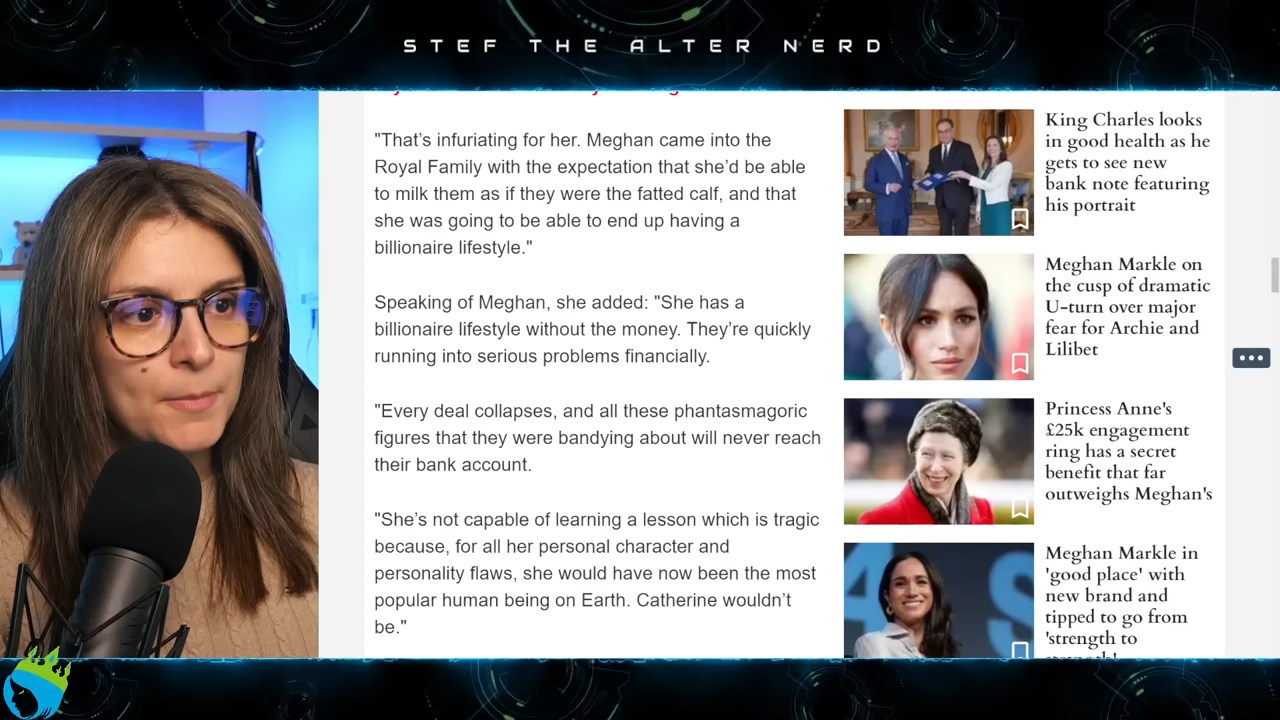 STEF THE ALTER NERD
"That's infuriating for her. Meghan came into the
Royal Family with the expectation that she'd be able
to milk them as if they were the fatted calf, and that
she was going to be able to end up having a
billionaire lifestyle."
Speaking of Meghan, she added: "She has a
billionaire lifestyle without the money. They're quickly
running into serious problems financially.
"Every deal collapses, and all these phantasmagoric
figures that they were bandying about will never reach
their bank account.
"She's not capable of learning a lesson which is tragic
because, for all her personal character and
personality flaws, she would have now been the most
popular human being on Earth. Catherine wouldn't
be."
King Charles looks
in good health as he
gets to see new
bank note featuring
his portrait
Meghan Markle on
the cusp of dramatic
U-turn over major
fear for Archie and
Lilibet
Princess Anne's
£25k engagement
ring has a secret
benefit that far
outweighs Meghan's
Meghan Markle in
'good place' with
new brand and
tipped to go from
'strength to